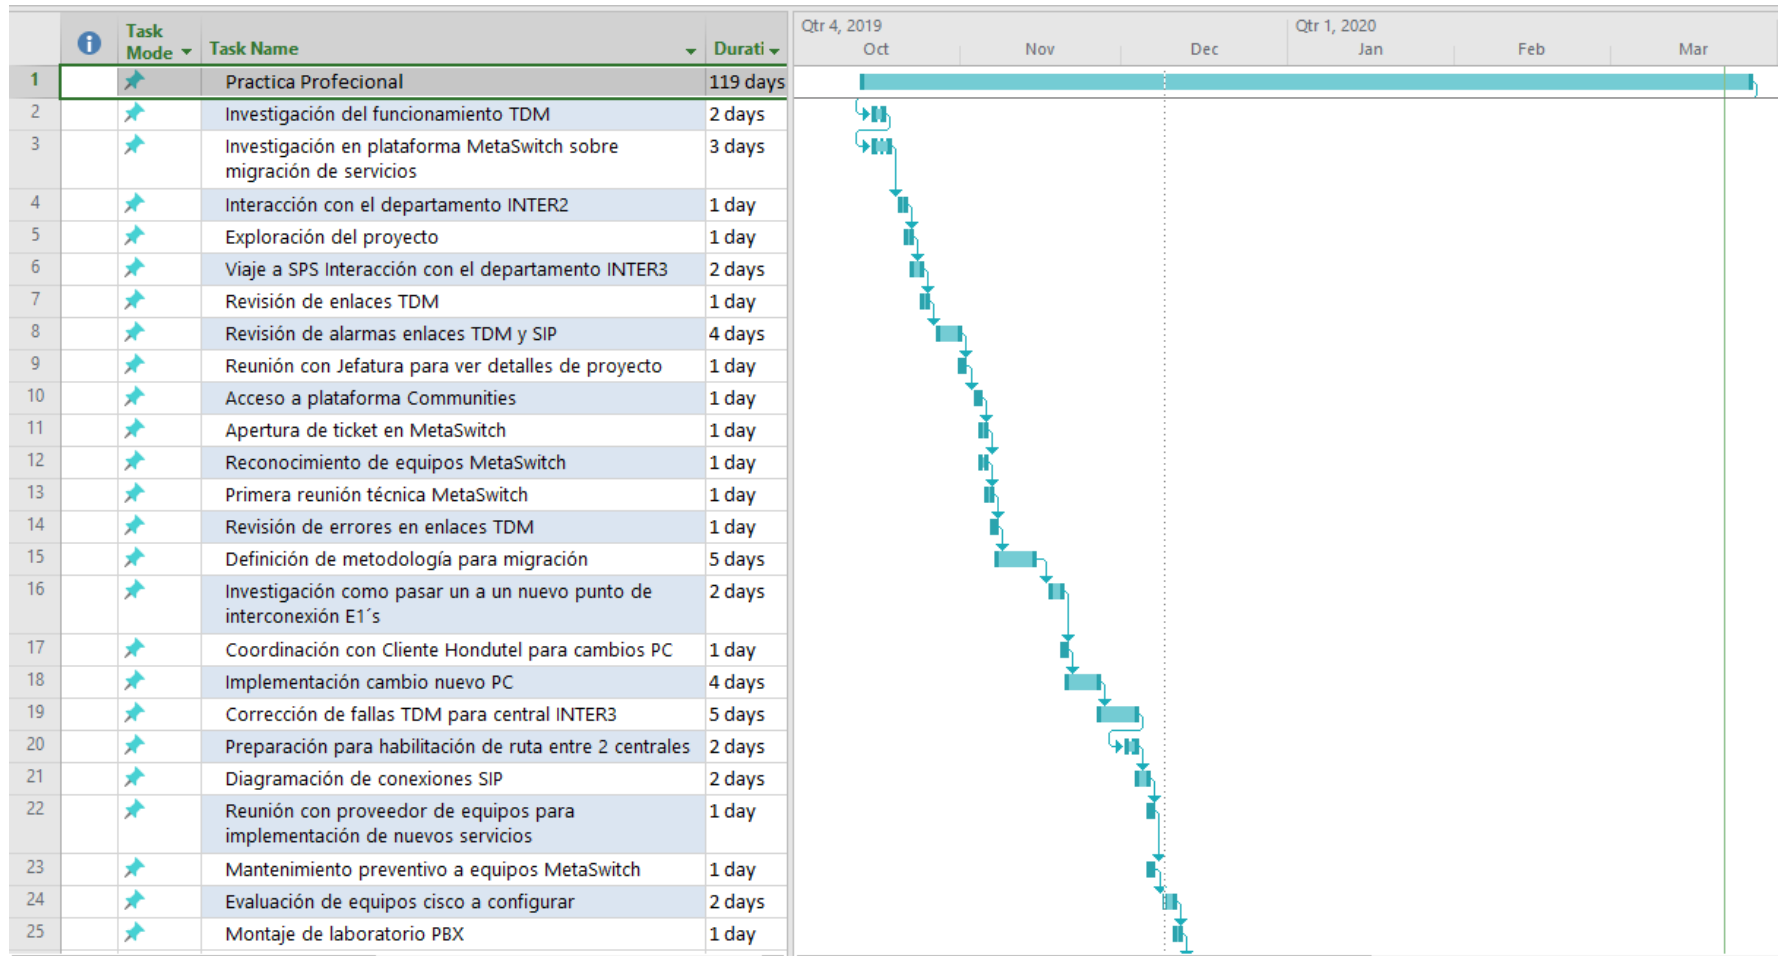 Qtr 4, 2019 Qtr 1, 2020
Task Mode Task Name Durati Oct Nov Dec Jan Feb Mar
1 Practica Profecional 119 days
2 Investigación del funcionamiento TDM 2 days
3 Investigación en plataforma MetaSwitch sobre 3 days
migración de servicios
4 Interacción con el departamento INTER2 1 day
5 Exploración del proyecto 1 day
6 Viaje a SPS Interacción con el departamento INTER3 2 days
7 Revisión de enlaces TDM 1 day
8 Revisión de alarmas enlaces TDM y SIP 4 days
9 Reunión con Jefatura para ver detalles de proyecto 1 day
10 Acceso a plataforma Communities 1 day
11 Apertura de ticket en MetaSwitch 1 day
12 Reconocimiento de equipos MetaSwitch 1 day
13 Primera reunión técnica MetaSwitch 1 day
14 Revisión de errores en enlaces TDM 1 day
15 Definición de metodología para migración 5 days
16 Investigación como pasar un a un nuevo punto de 2 days
interconexión E1´s
17 Coordinación con Cliente Hondutel para cambios PC 1 day
18 Implementación cambio nuevo PC 4 days
19 Corrección de fallas TDM para central INTER3 5 days
20 Preparación para habilitación de ruta entre 2 centrales 2 days
21 Diagramación de conexiones SIP 2 days
22 Reunión con proveedor de equipos para 1 day
implementación de nuevos servicios
23 Mantenimiento preventivo a equipos MetaSwitch 1 day
24 Evaluación de equipos cisco a configurar 2 days
25 Montaje de laboratorio PBX 1 day